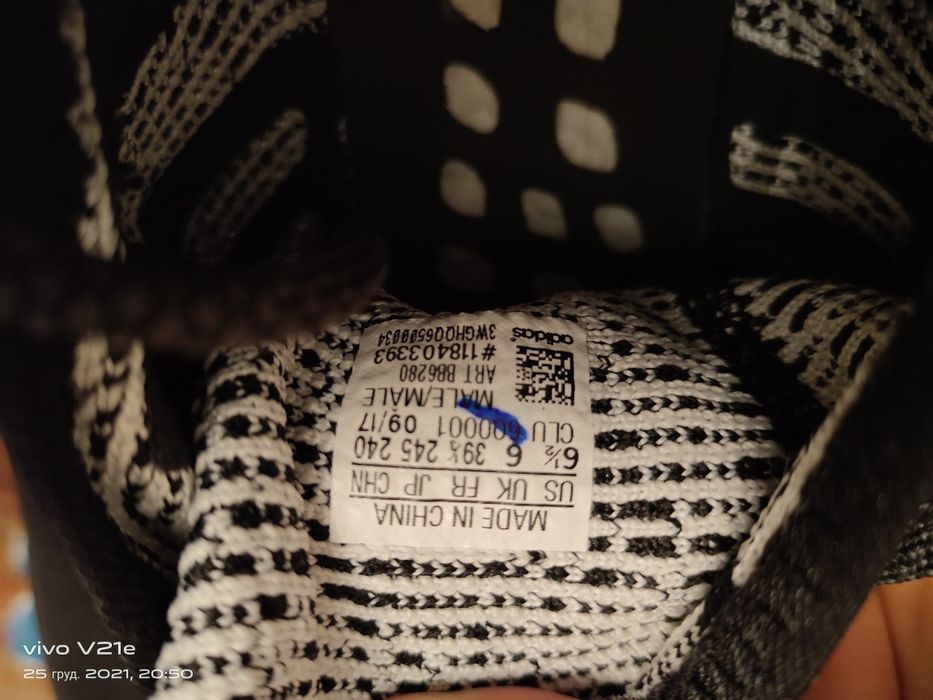 MADE IN CHINA
US UK FR JP CHN
6½ 6 39⅓ 245 240
CLU 600001 09/17
MALE/MALE
ART BB6280
#118403393
adidas 3WGHQQ6500034
vivo V21e
25 груд. 2021, 20:50